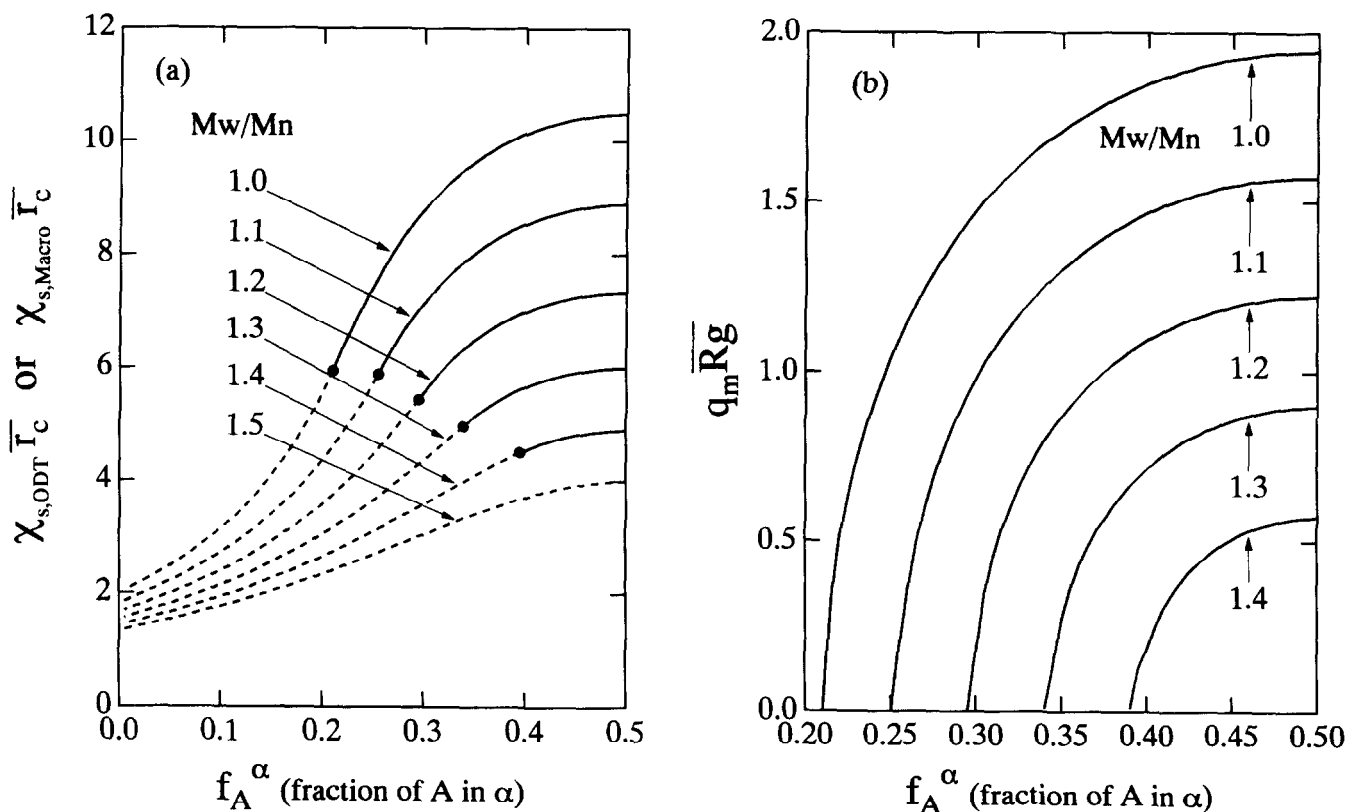 (a)
Mw/Mn
1.0
1.1
1.2
1.3
1.4
1.5
12
10
8
6
4
2
0
0.0 0.1 0.2 0.3 0.4 0.5
χs,ODT r̅c or χs,Macro r̅c
fAα (fraction of A in α)
(b)
Mw/Mn
1.0
1.1
1.2
1.3
1.4
2.0
1.5
1.0
0.5
0.0
0.20 0.25 0.30 0.35 0.40 0.45 0.50
qmR̅g̅
fAα (fraction of A in α)